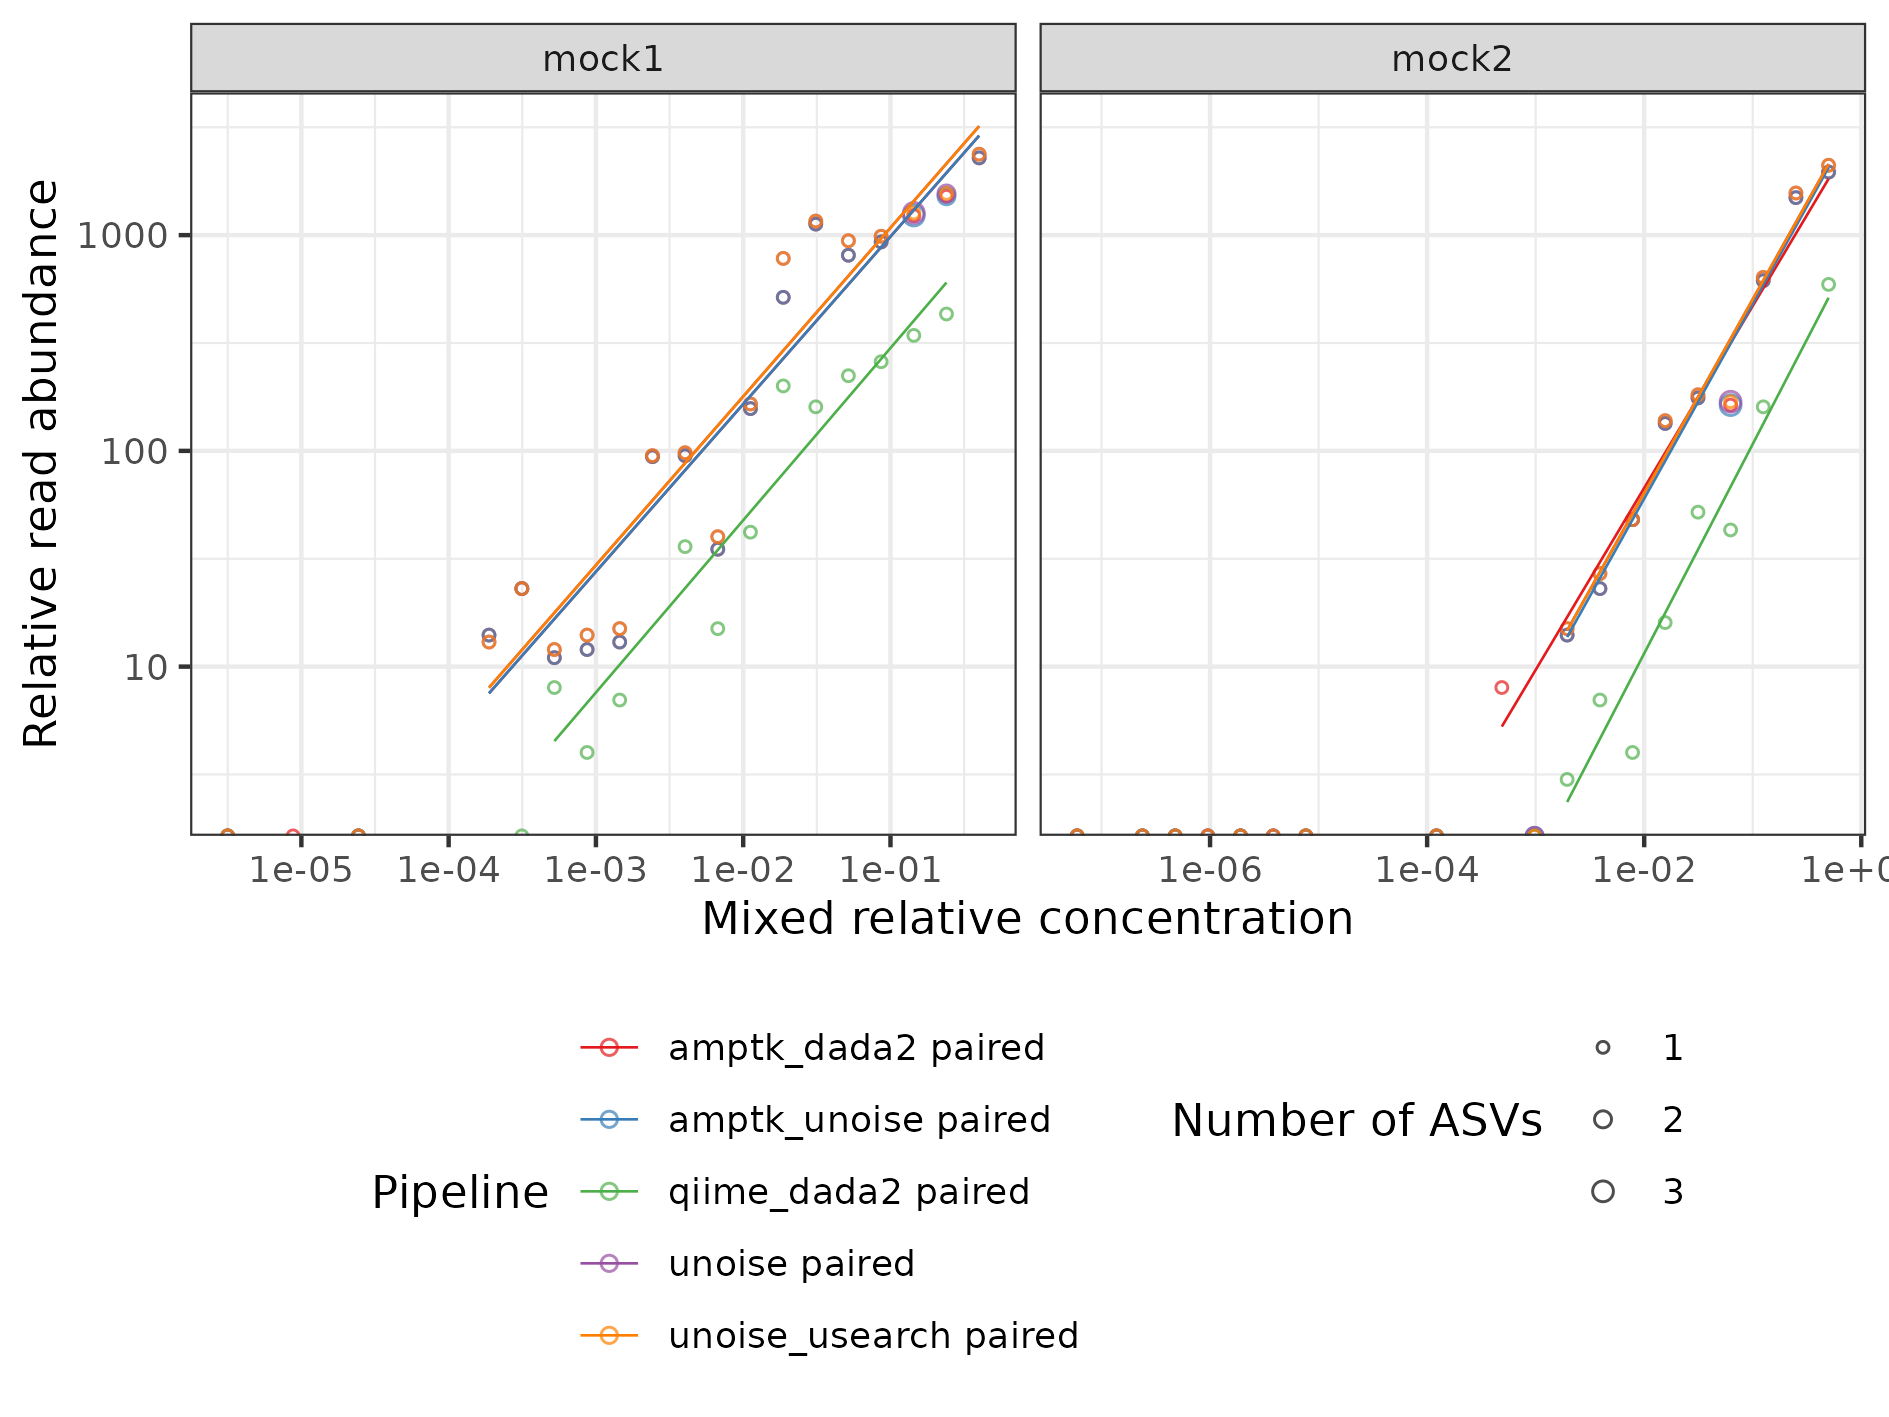 mock1
mock2
Relative read abundance
1000
100
10
1e-05
1e-04
1e-03
1e-02
1e-01
1e-06
1e-04
1e-02
Mixed relative concentration
Pipeline
amptk_dada2 paired
amptk_unoise paired
qiime_dada2 paired
unoise paired
unoise_usearch paired
Number of ASVs
1
2
3